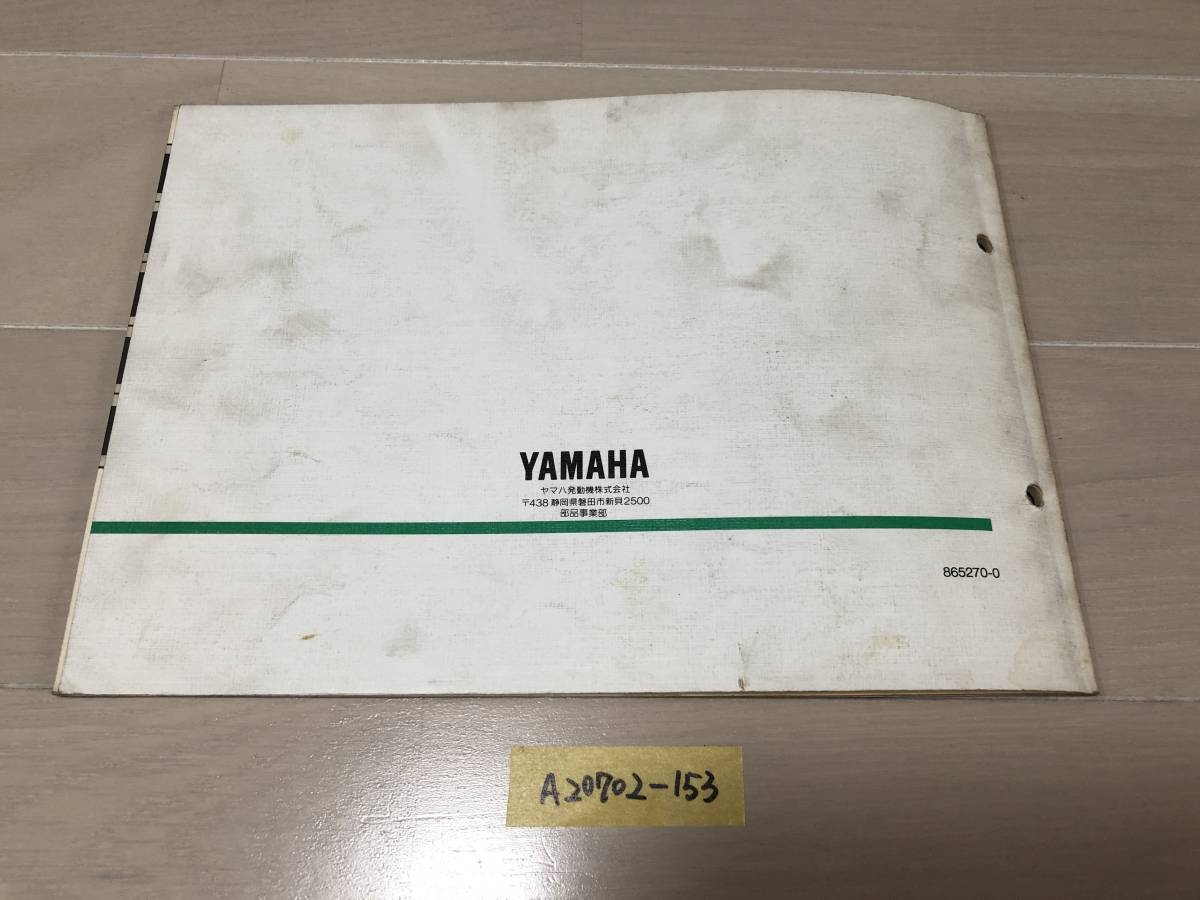 YAMAHA
ヤマハ発動機株式会社
〒438 静岡県磐田市新貝2500
部品事業部
865270-0
A20702-153